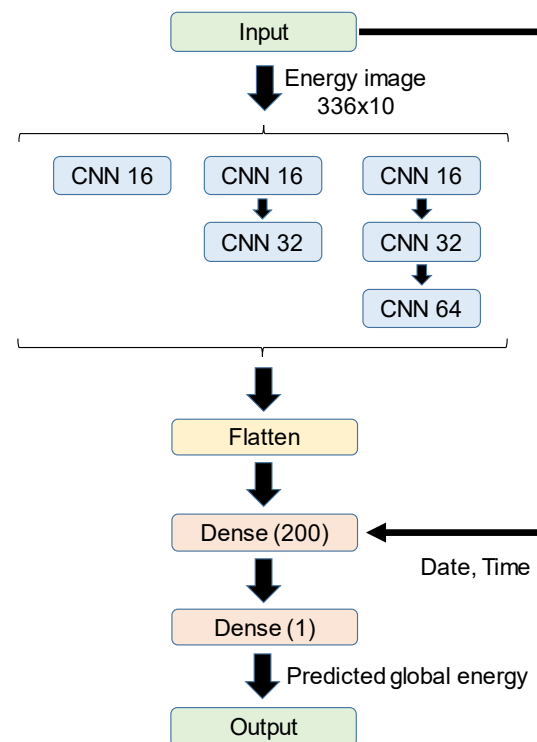 Input
Energy image
336x10
CNN 16
CNN 16
CNN 16
CNN 32
CNN 32
CNN 64
Flatten
Dense (200)
Date, Time
Dense (1)
Predicted global energy
Output